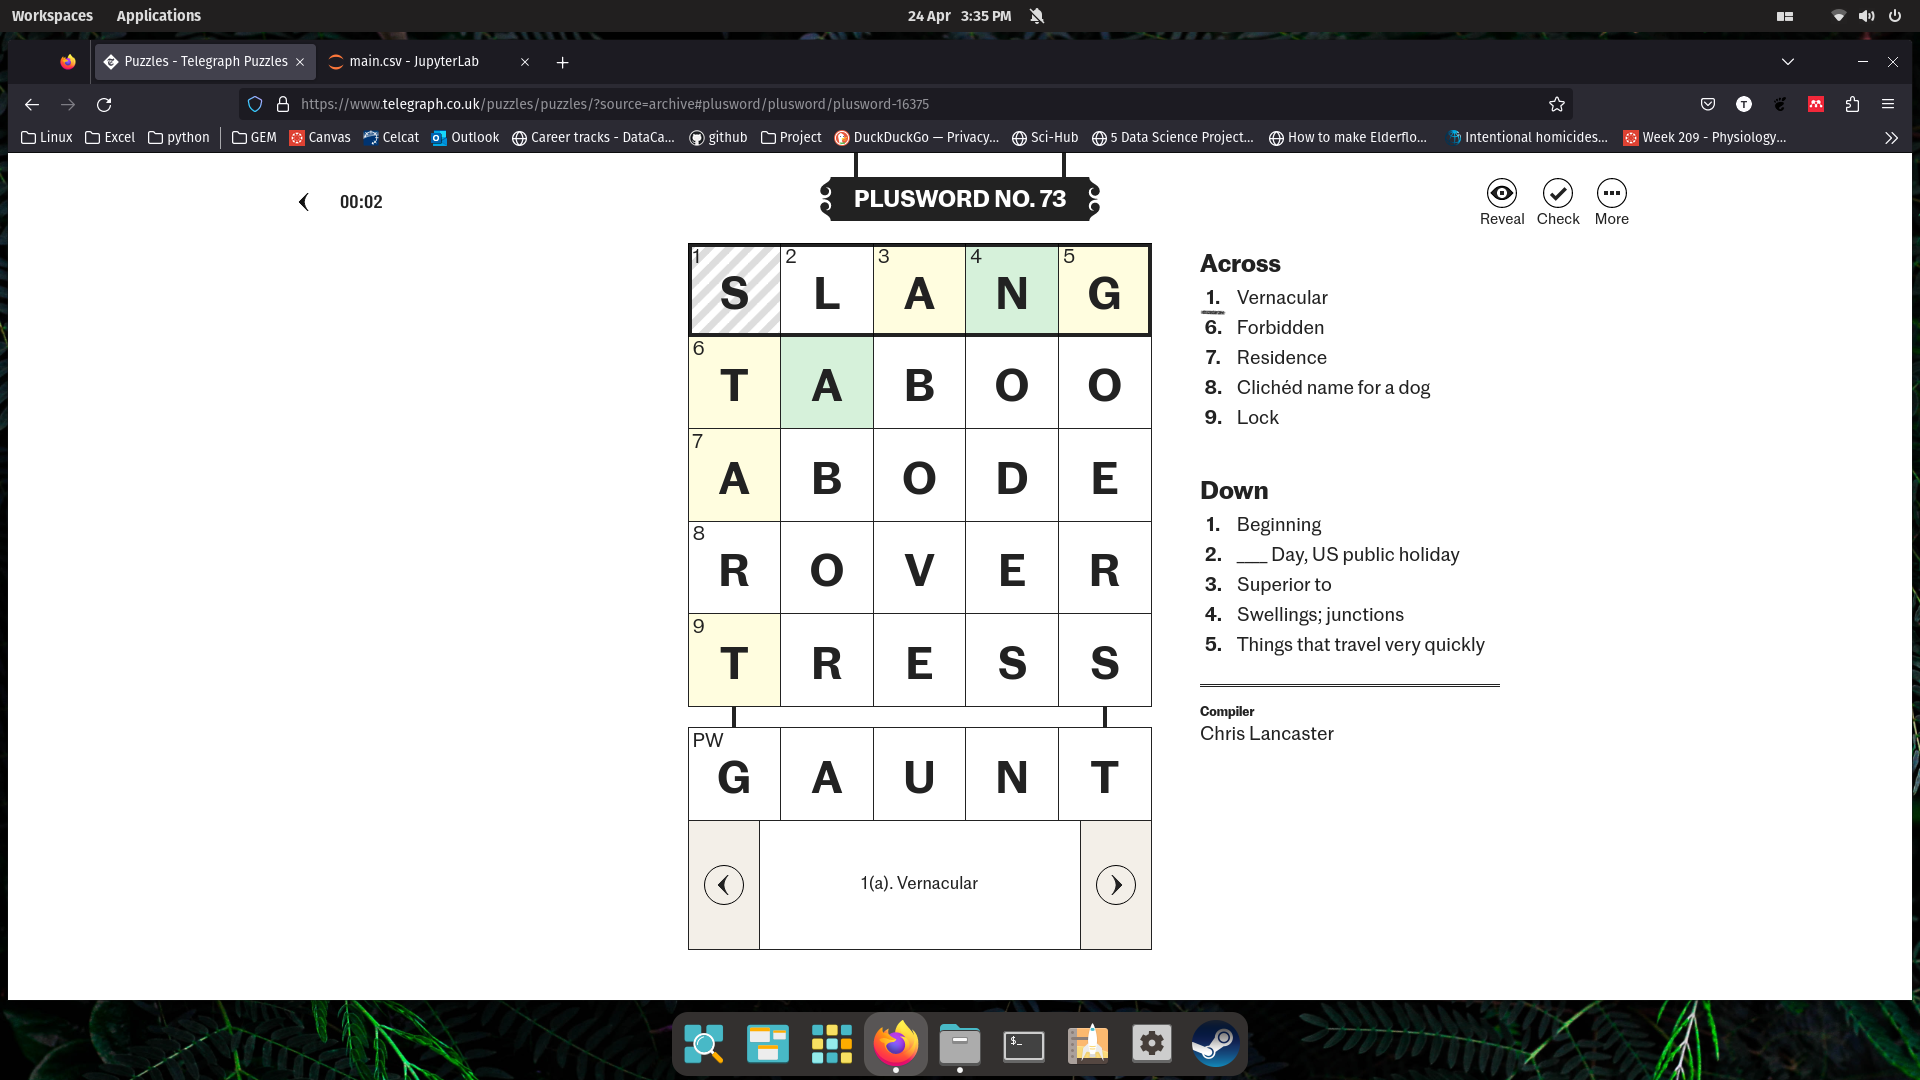 Workspaces Applications 24 Apr 3:35 PM
Puzzles - Telegraph Puzzles main.csv - JupyterLab
https://www.telegraph.co.uk/puzzles/puzzles/?source=archive#plusword/plusword/plusword-16375
Linux Excel python GEM Canvas Celcat Outlook Career tracks - DataCa... github Project DuckDuckGo — Privacy... Sci-Hub 5 Data Science Project... How to make Elderflo... Intentional homicides... Week 209 - Physiology...
00:02
PLUSWORD NO. 73
Reveal Check More
1 S 2 L 3 A 4 N 5 G
6 T A B O O
7 A B O D E
8 R O V E R
9 T R E S S
PW G A U N T
1(a). Vernacular
Across
1. Vernacular
6. Forbidden
7. Residence
8. Clichéd name for a dog
9. Lock
Down
1. Beginning
2. ___ Day, US public holiday
3. Superior to
4. Swellings; junctions
5. Things that travel very quickly
Compiler
Chris Lancaster